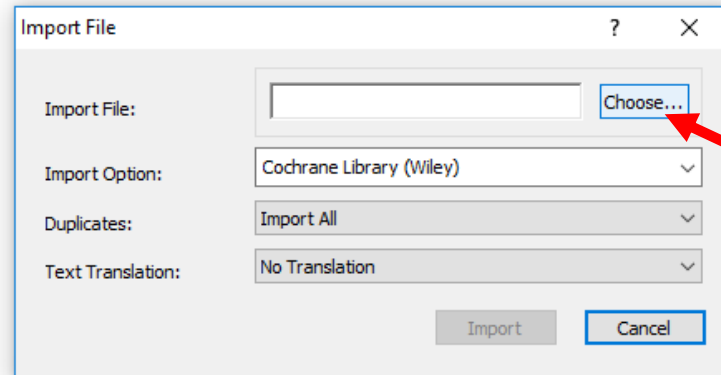 Import File ?
Import File: Choose...
Import Option: Cochrane Library (Wiley)
Duplicates: Import All
Text Translation: No Translation
Import Cancel